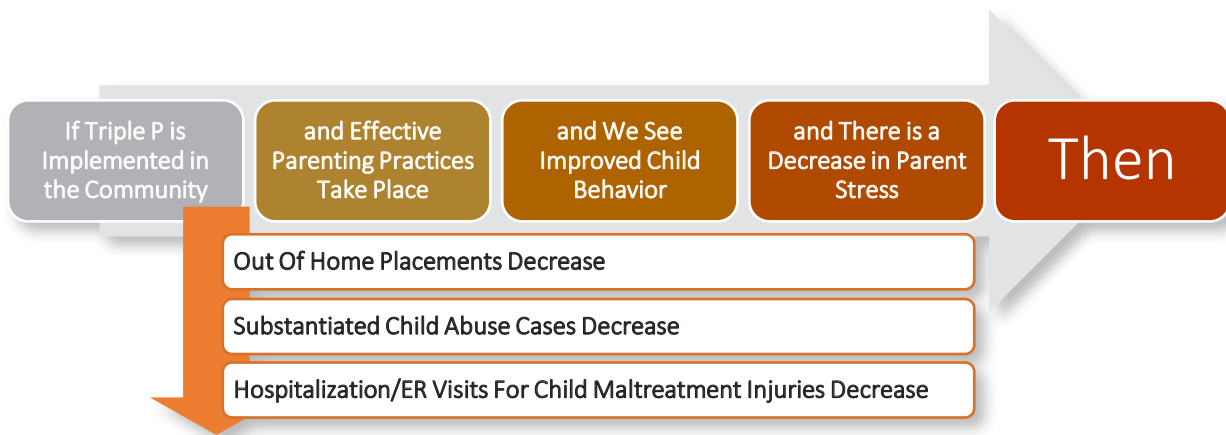 If Triple P is
Implemented in
the Community
and Effective
Parenting Practices
Take Place
and We See
Improved Child
Behavior
and There is a
Decrease in Parent
Stress
Then
Out Of Home Placements Decrease
Substantiated Child Abuse Cases Decrease
Hospitalization/ER Visits For Child Maltreatment Injuries Decrease